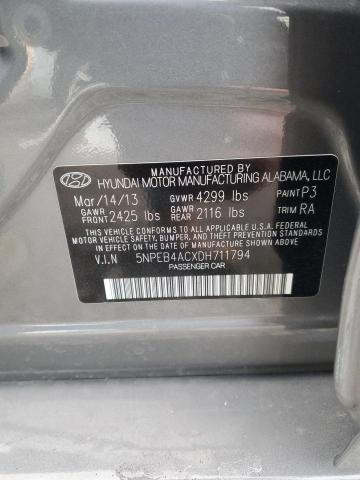 MANUFACTURED BY
HYUNDAI MOTOR MANUFACTURING ALABAMA, LLC
Mar/14/13 GVWR 4299 lbs PAINT P3
GAWR FRONT 2425 lbs GAWR REAR 2116 lbs TRIM RA
THIS VEHICLE CONFORMS TO ALL APPLICABLE U.S.A FEDERAL
MOTOR VEHICLE SAFETY, BUMPER, AND THEFT PREVENTION STANDARDS
IN EFFECT ON THE DATE OF MANUFACTURE SHOWN ABOVE.
V.I.N 5NPEB4ACXDH711794
PASSENGER CAR